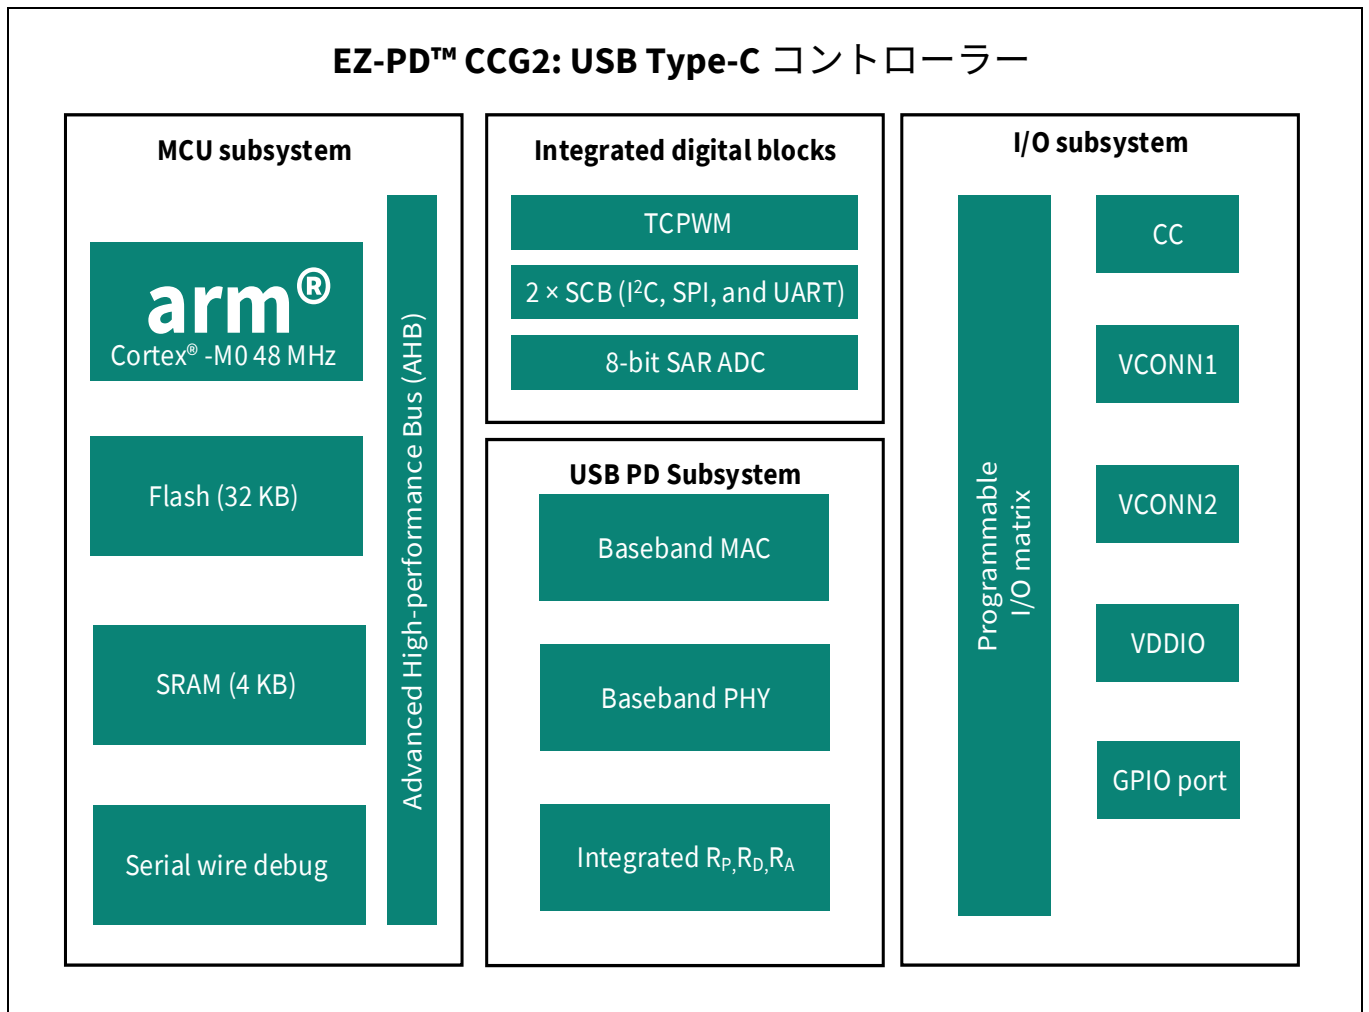 EZ-PD™ CCG2: USB Type-C コントローラー
MCU subsystem
arm®
Cortex® -M0 48 MHz
Flash (32 KB)
SRAM (4 KB)
Serial wire debug
Advanced High-performance Bus (AHB)
Integrated digital blocks
TCPWM
2 × SCB (I²C, SPI, and UART)
8-bit SAR ADC
USB PD Subsystem
Baseband MAC
Baseband PHY
Integrated RP,RD,RA
I/O subsystem
Programmable
I/O matrix
CC
VCONN1
VCONN2
VDDIO
GPIO port